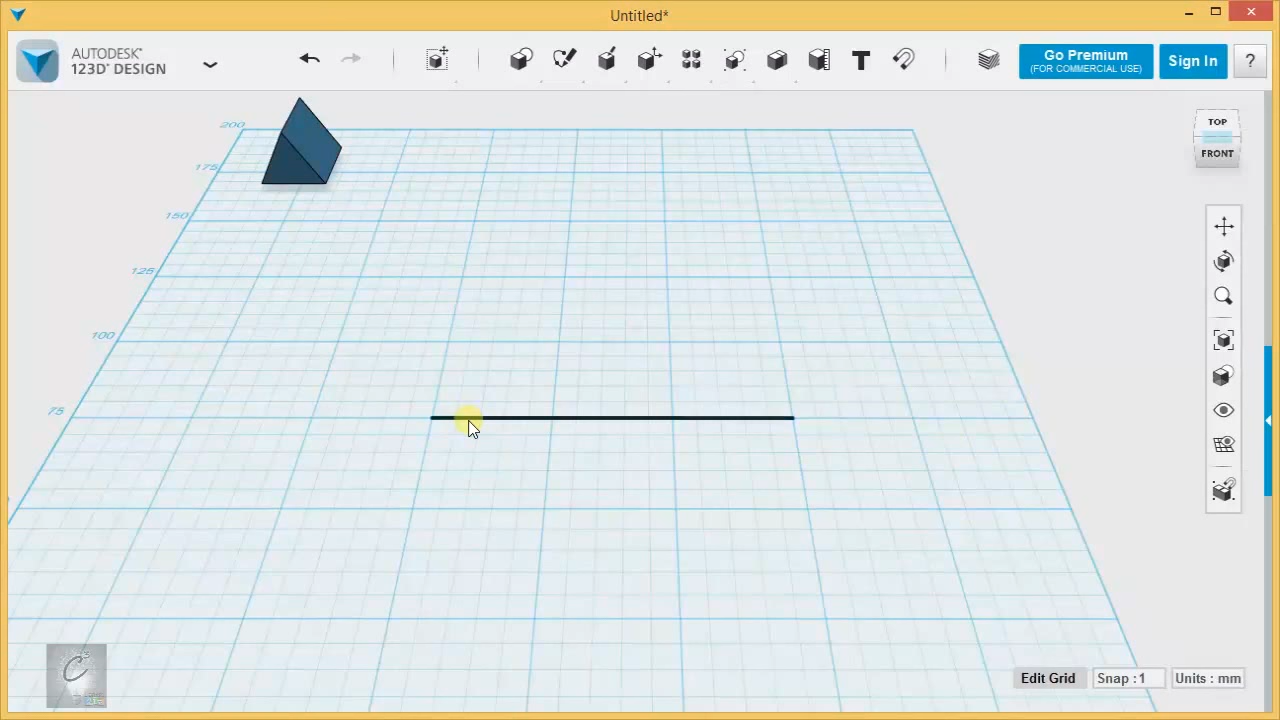 Untitled*
AUTODESK®
123D® DESIGN
Go Premium
(FOR COMMERCIAL USE)
Sign In
?
TOP
FRONT
200
175
150
125
100
75
Edit Grid
Snap : 1
Units : mm